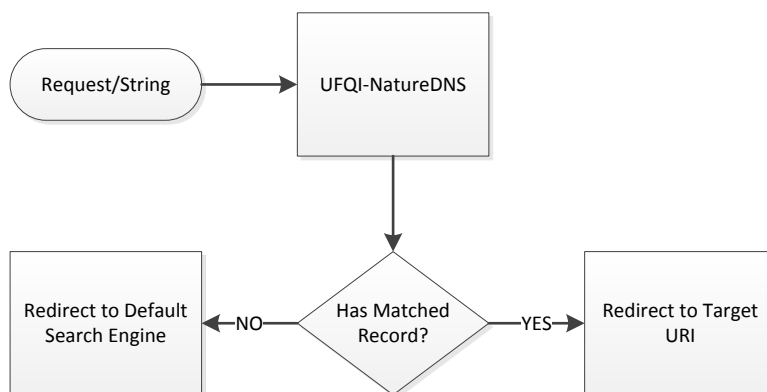 Request/String
UFQI-NatureDNS
Has Matched
Record?
NO
YES
Redirect to Default
Search Engine
Redirect to Target
URI